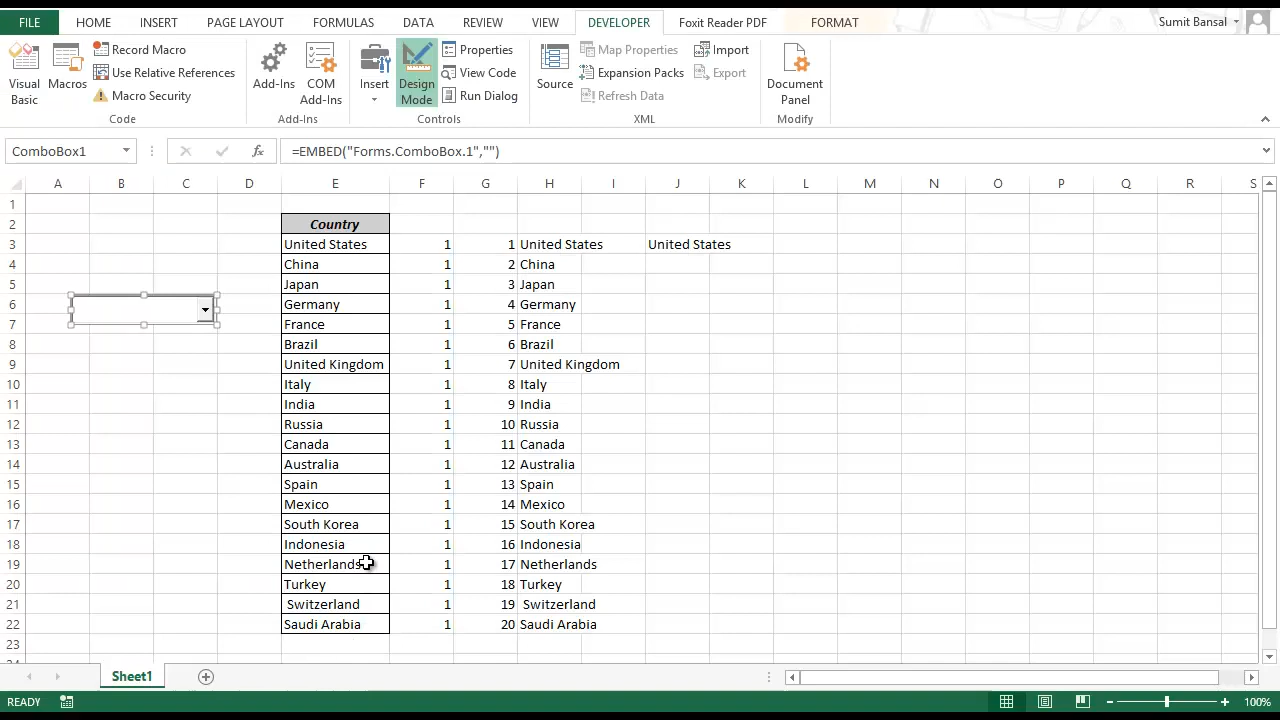 FILE HOME INSERT PAGE LAYOUT FORMULAS DATA REVIEW VIEW DEVELOPER Foxit Reader PDF FORMAT Sumit Bansal
Visual Basic
Macros
Record Macro
Use Relative References
Macro Security
Code
Add-Ins
COM Add-Ins
Add-Ins
Insert
Design Mode
Properties
View Code
Run Dialog
Controls
Source
Map Properties
Expansion Packs
Refresh Data
Import
Export
XML
Document Panel
Modify
ComboBox1 fx =EMBED("Forms.ComboBox.1","")
A B C D E F G H I J K L M N O P Q R S
1
2 Country
3 United States 1 1 United States United States
4 China 1 2 China
5 Japan 1 3 Japan
6 Germany 1 4 Germany
7 France 1 5 France
8 Brazil 1 6 Brazil
9 United Kingdom 1 7 United Kingdom
10 Italy 1 8 Italy
11 India 1 9 India
12 Russia 1 10 Russia
13 Canada 1 11 Canada
14 Australia 1 12 Australia
15 Spain 1 13 Spain
16 Mexico 1 14 Mexico
17 South Korea 1 15 South Korea
18 Indonesia 1 16 Indonesia
19 Netherlands 1 17 Netherlands
20 Turkey 1 18 Turkey
21 Switzerland 1 19 Switzerland
22 Saudi Arabia 1 20 Saudi Arabia
23
Sheet1
READY 100%